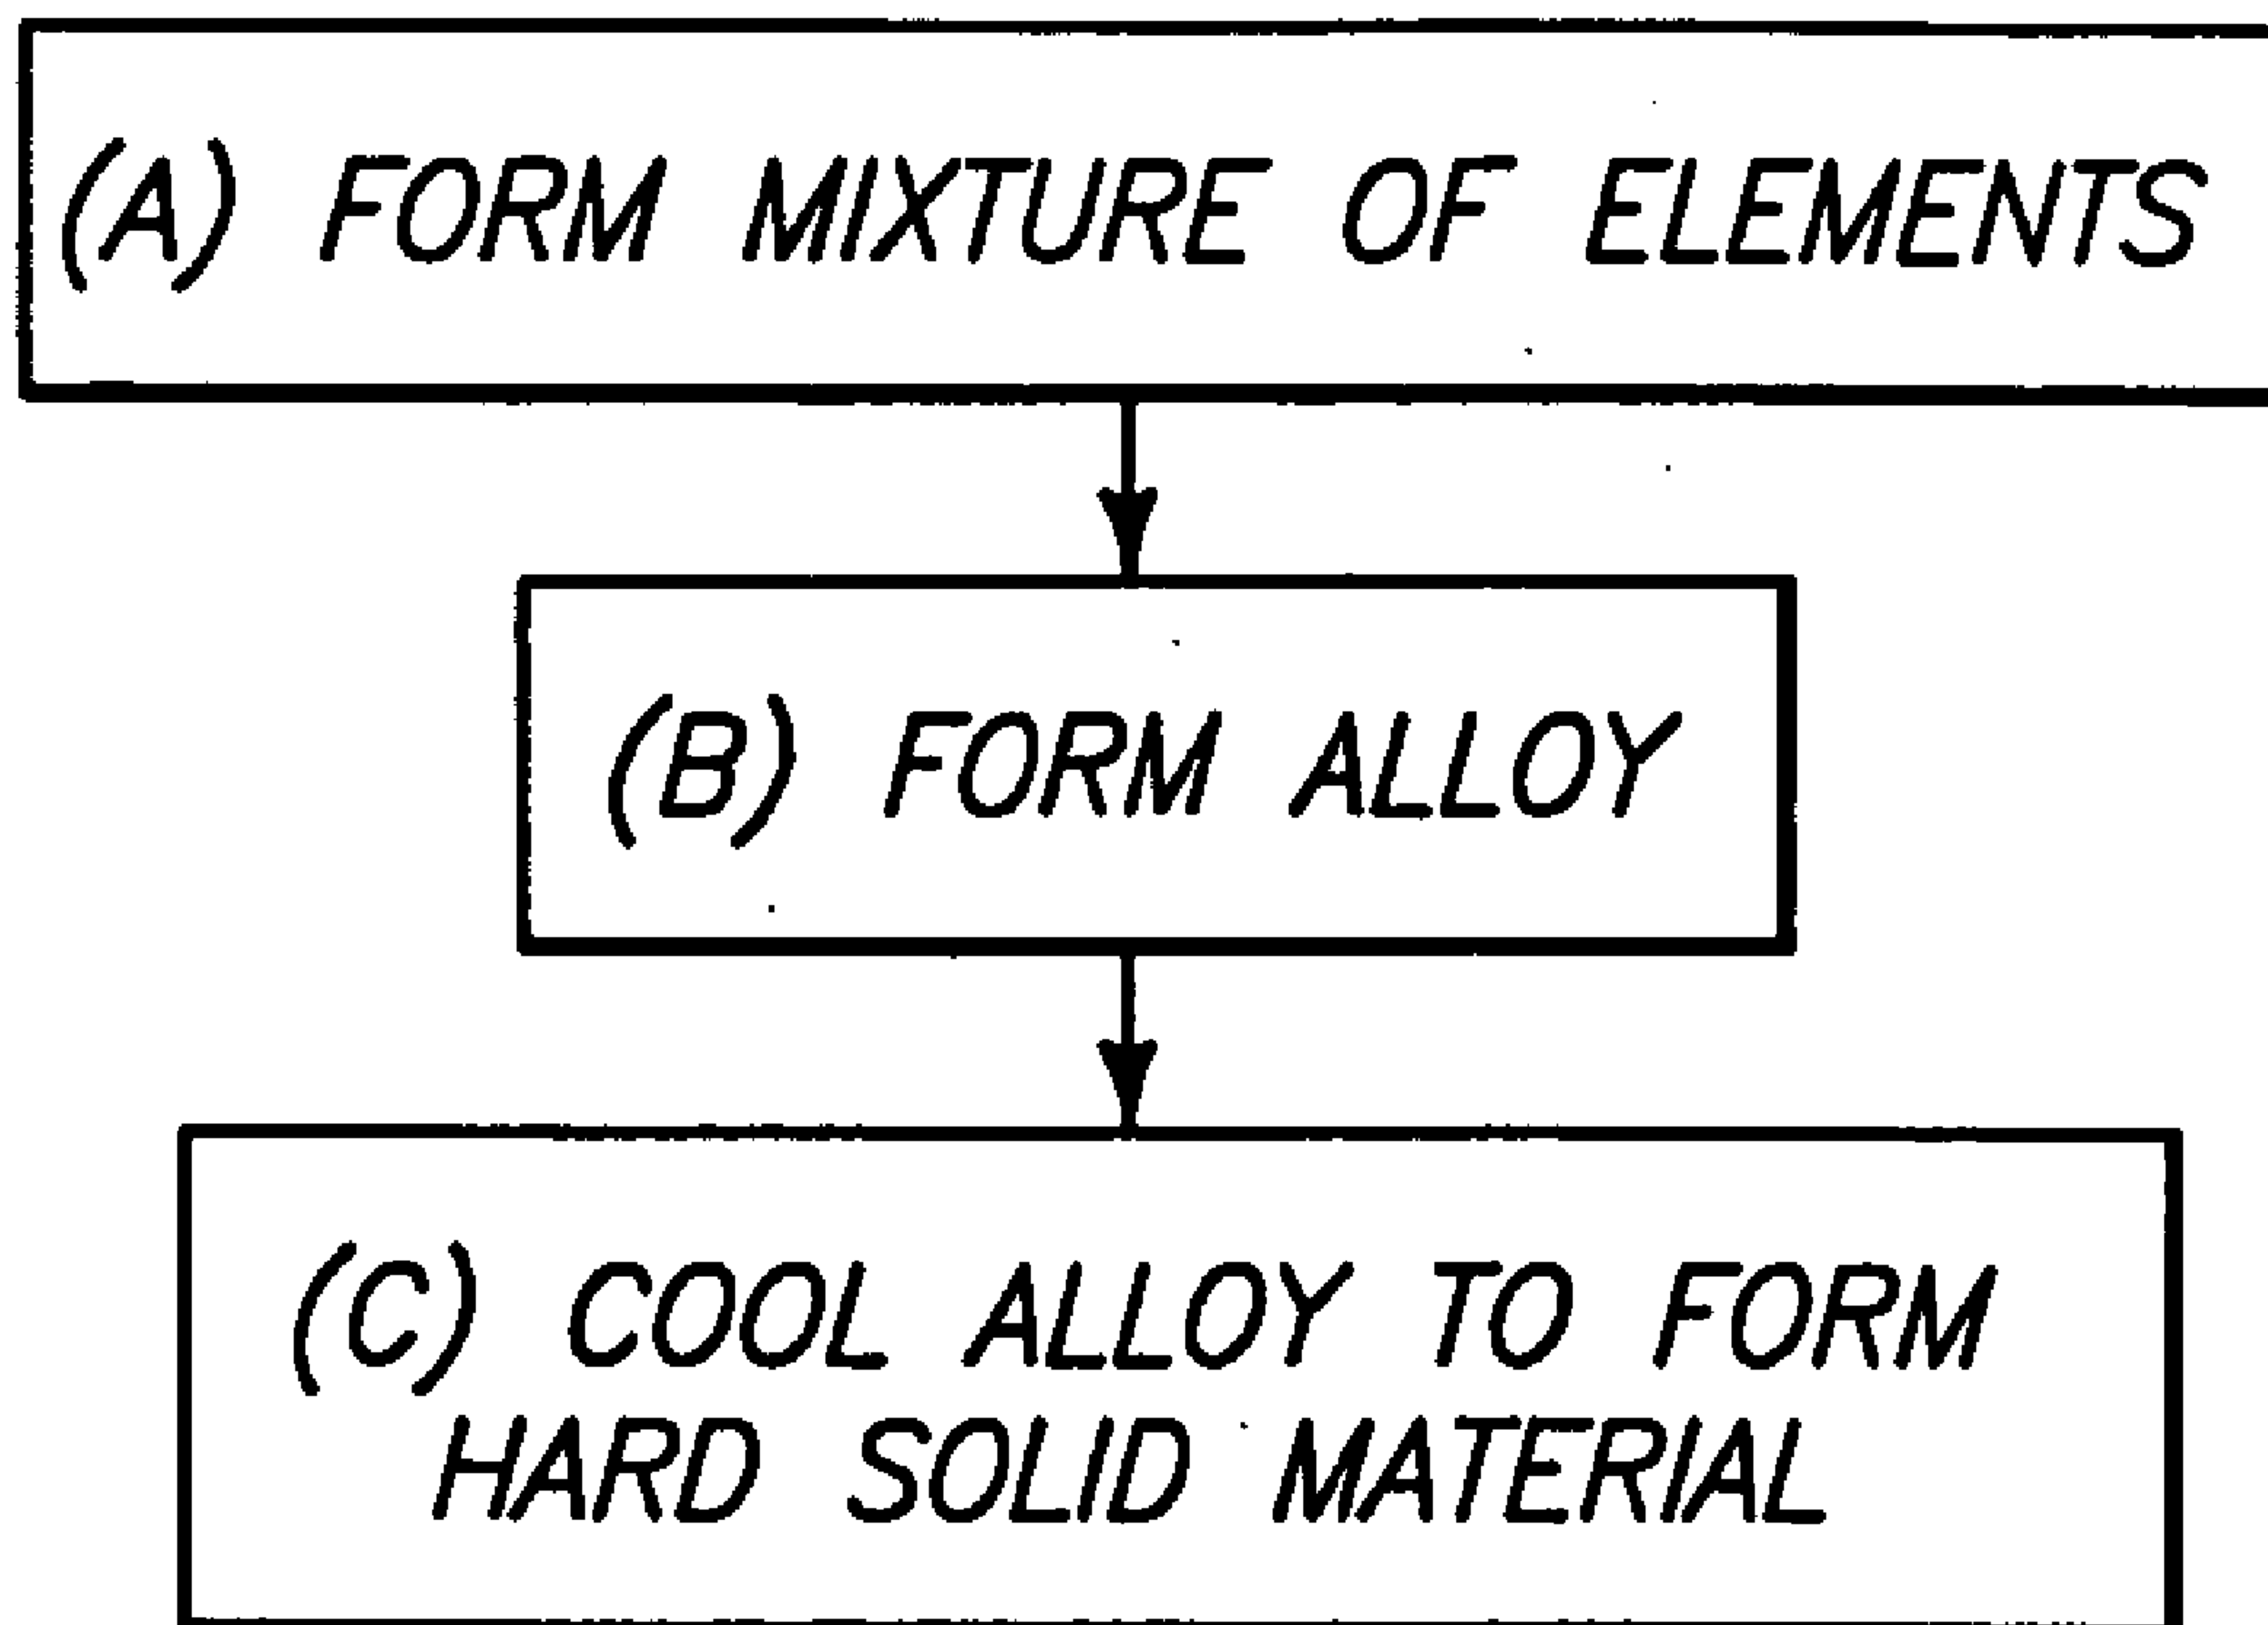 (A) FORM MIXTURE OF ELEMENTS
(B) FORM ALLOY
(C) COOL ALLOY TO FORM
HARD SOLID MATERIAL